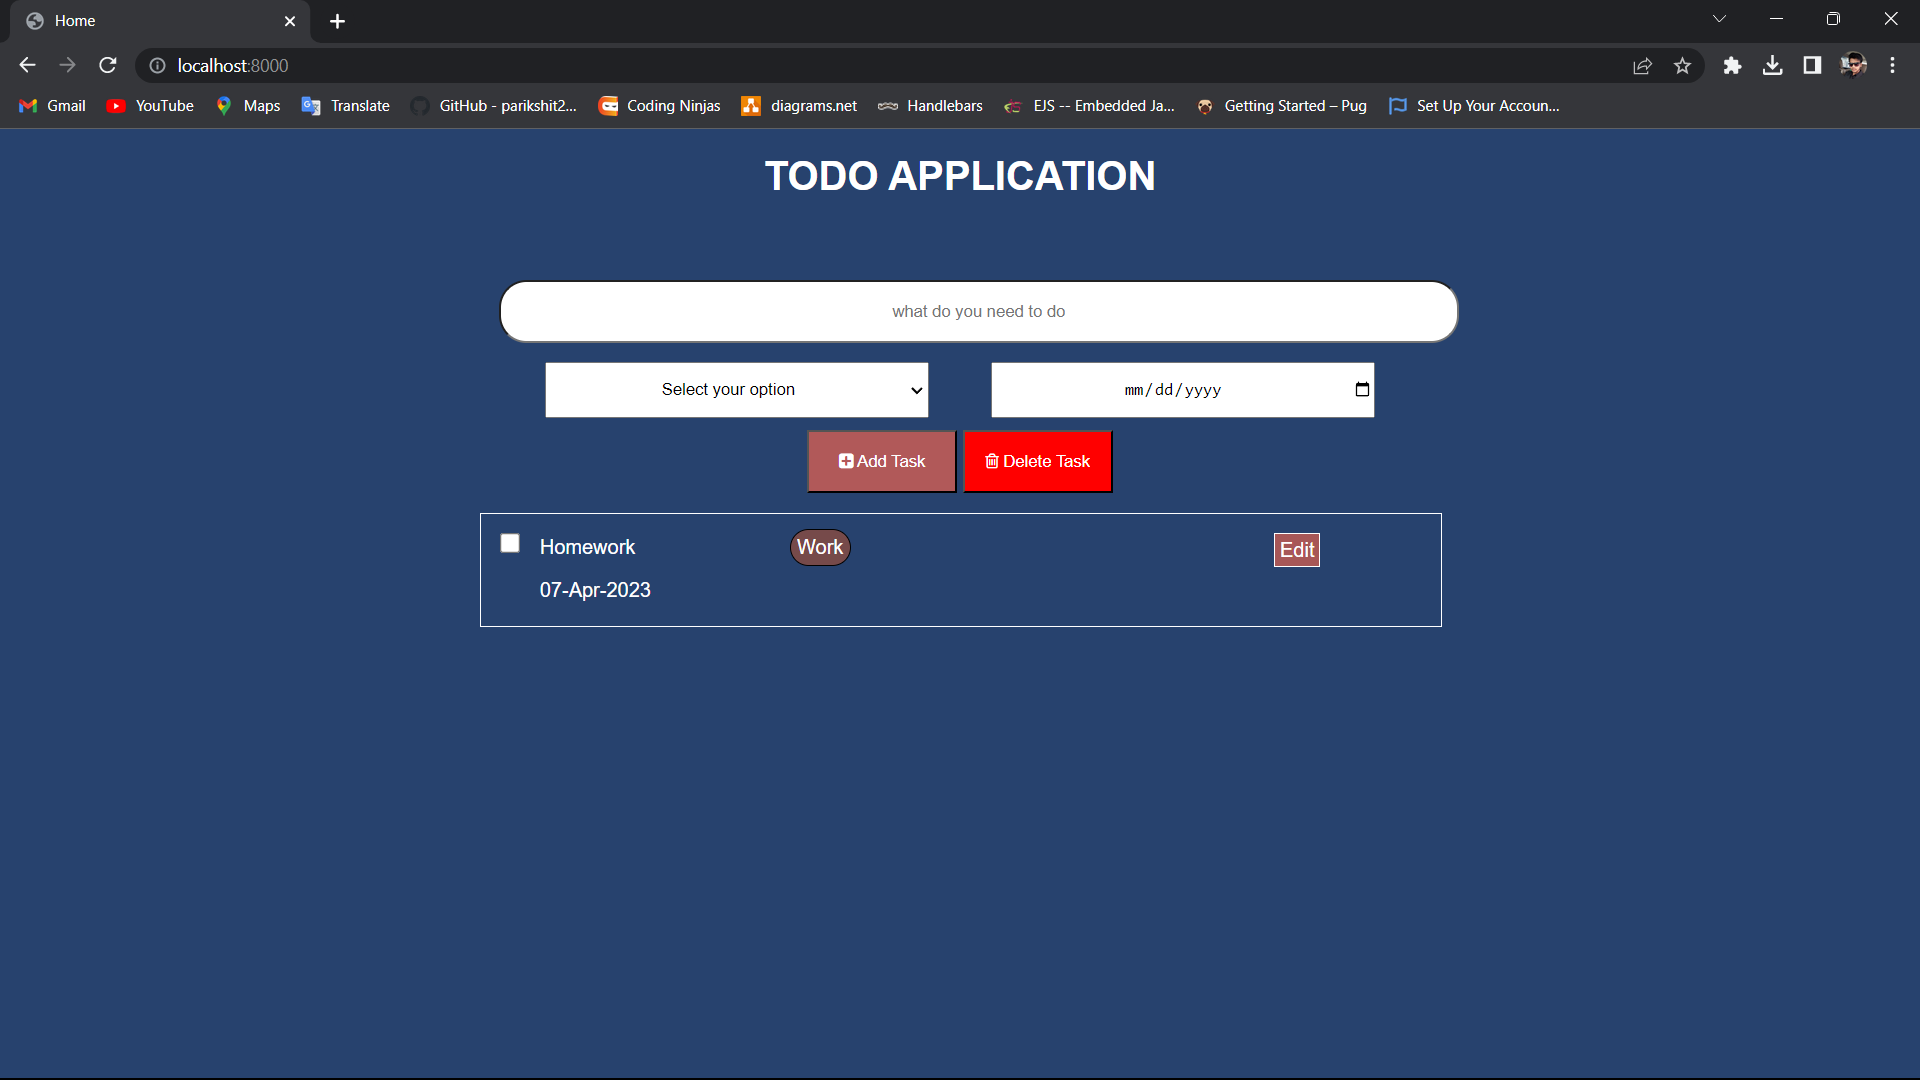 Home
localhost:8000
Gmail YouTube Maps Translate GitHub - parikshit2... Coding Ninjas diagrams.net Handlebars EJS -- Embedded Ja... Getting Started – Pug Set Up Your Accoun...
TODO APPLICATION
what do you need to do
Select your option mm/dd/yyyy
Add Task Delete Task
Homework Work Edit
07-Apr-2023